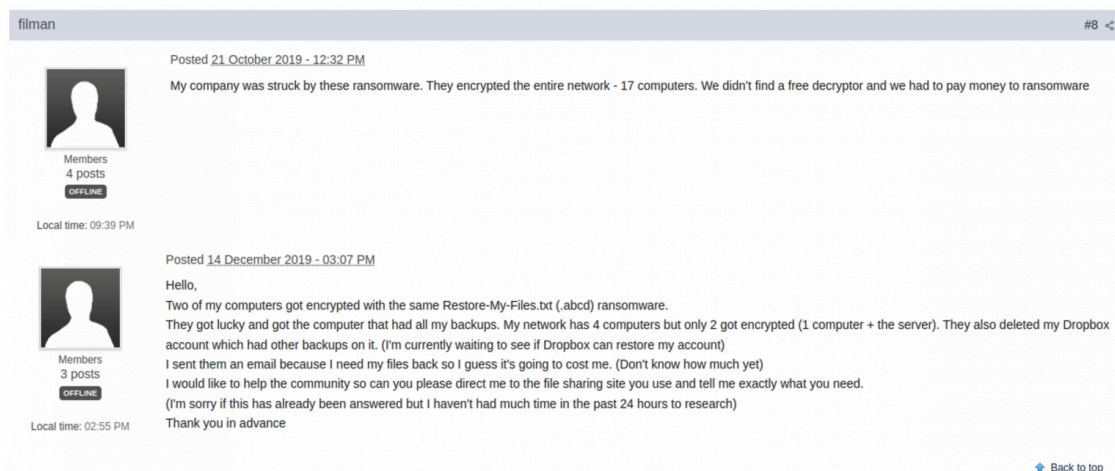 filman
#8
Posted 21 October 2019 - 12:32 PM
My company was struck by these ransomware. They encrypted the entire network - 17 computers. We didn't find a free decryptor and we had to pay money to ransomware
Members
4 posts
OFFLINE
Local time: 09:39 PM
Posted 14 December 2019 - 03:07 PM
Hello,
Two of my computers got encrypted with the same Restore-My-Files.txt (.abcd) ransomware.
They got lucky and got the computer that had all my backups. My network has 4 computers but only 2 got encrypted (1 computer + the server). They also deleted my Dropbox
account which had other backups on it. (I'm currently waiting to see if Dropbox can restore my account)
I sent them an email because I need my files back so I guess it's going to cost me. (Don't know how much yet)
I would like to help the community so can you please direct me to the file sharing site you use and tell me exactly what you need.
(I'm sorry if this has already been answered but I haven't had much time in the past 24 hours to research)
Thank you in advance
Members
3 posts
OFFLINE
Local time: 02:55 PM
Back to top